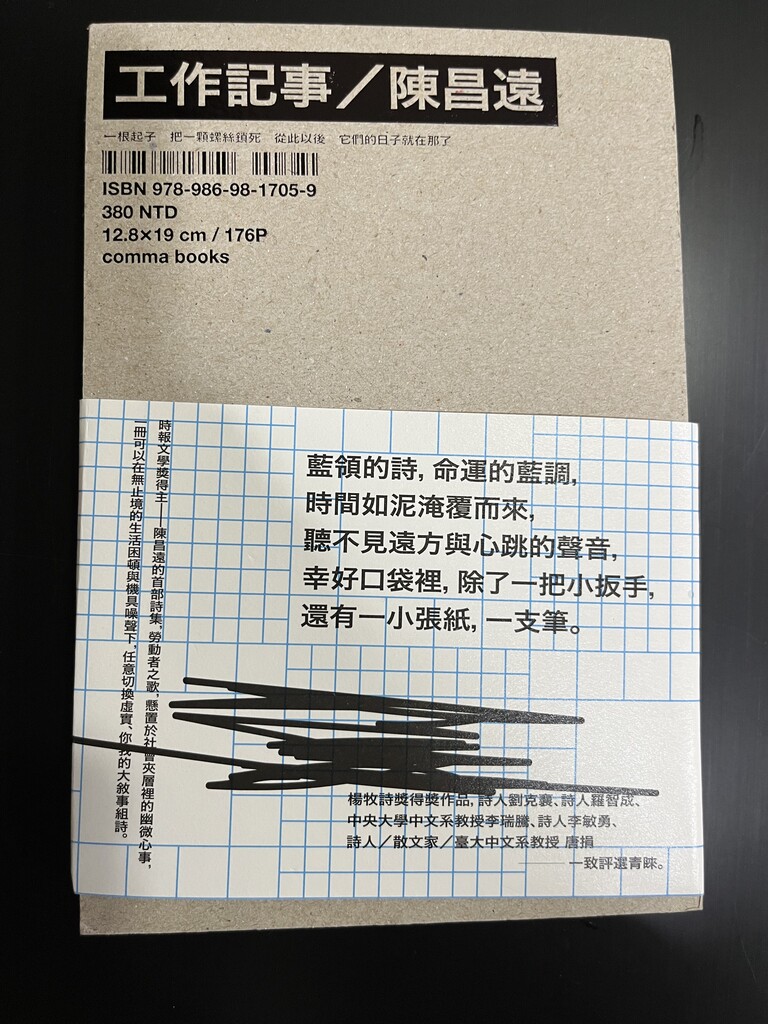 工作記事／陳昌遠
一根起子　把一顆螺絲鎖死　從此以後　它們的日子就在那了
ISBN 978-986-98-1705-9
380 NTD
12.8×19 cm / 176P
comma books
藍領的詩, 命運的藍調,
時間如泥淹覆而來,
聽不見遠方與心跳的聲音,
幸好口袋裡, 除了一把小扳手,
還有一小張紙, 一支筆。
時報文學獎得主——陳昌遠的首部詩集, 勞動者之歌, 懸置於社會夾層裡的幽微心事,
一冊可以在無止境的生活困頓與機具噪聲下, 任意切換虛實、你我的大敘事組詩。
楊牧詩獎得獎作品, 詩人劉克襄、詩人羅智成、
中央大學中文系教授李瑞騰、詩人李敏勇、
詩人／散文家／臺大中文系教授 唐捐
——一致評選青睞。